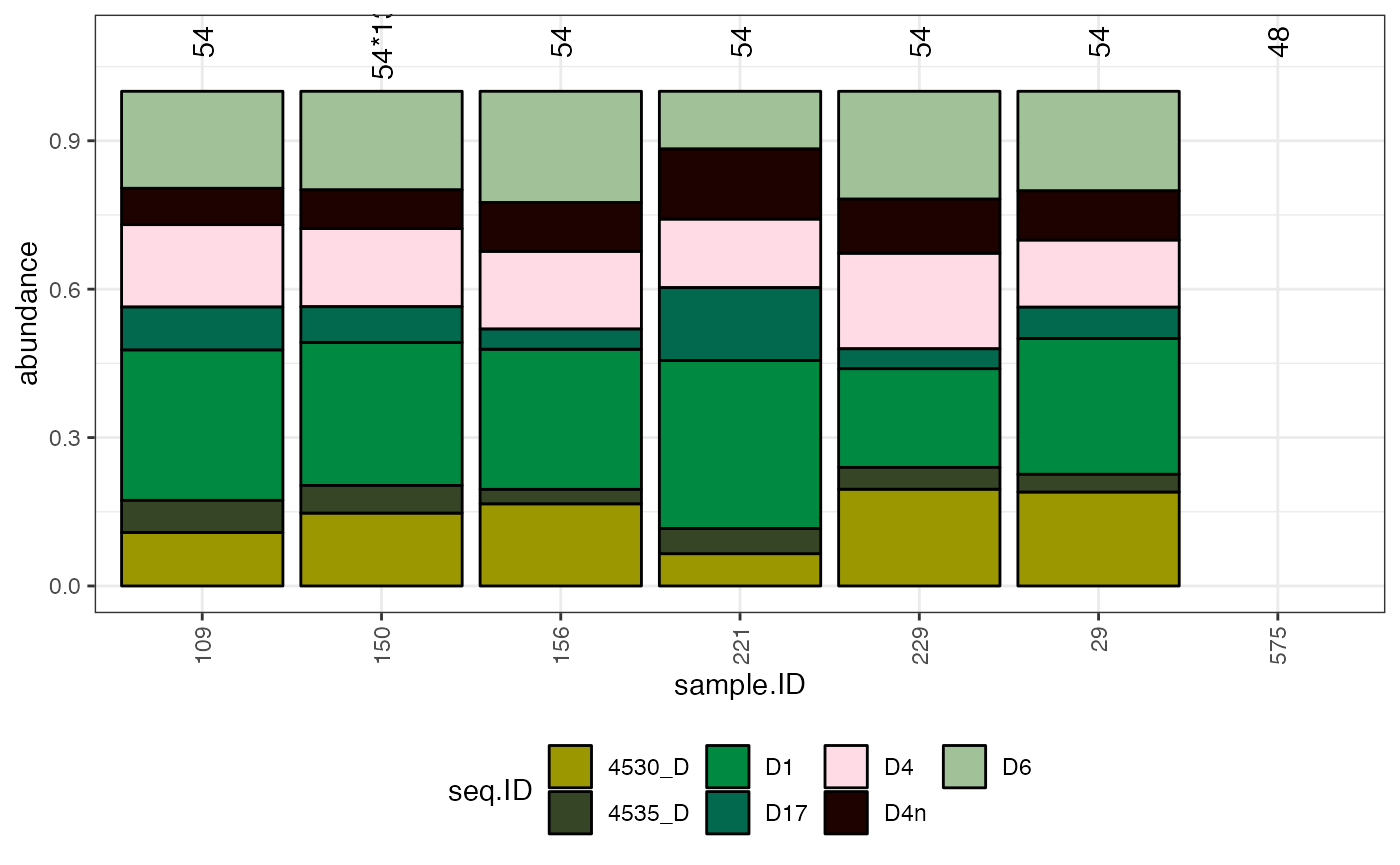 54 54*1 54 54 54 54 48
0.9
0.6
0.3
0.0
abundance
109 150 156 221 229 29 575
sample.ID
seq.ID
4530_D D1 D4 D6
4535_D D17 D4n